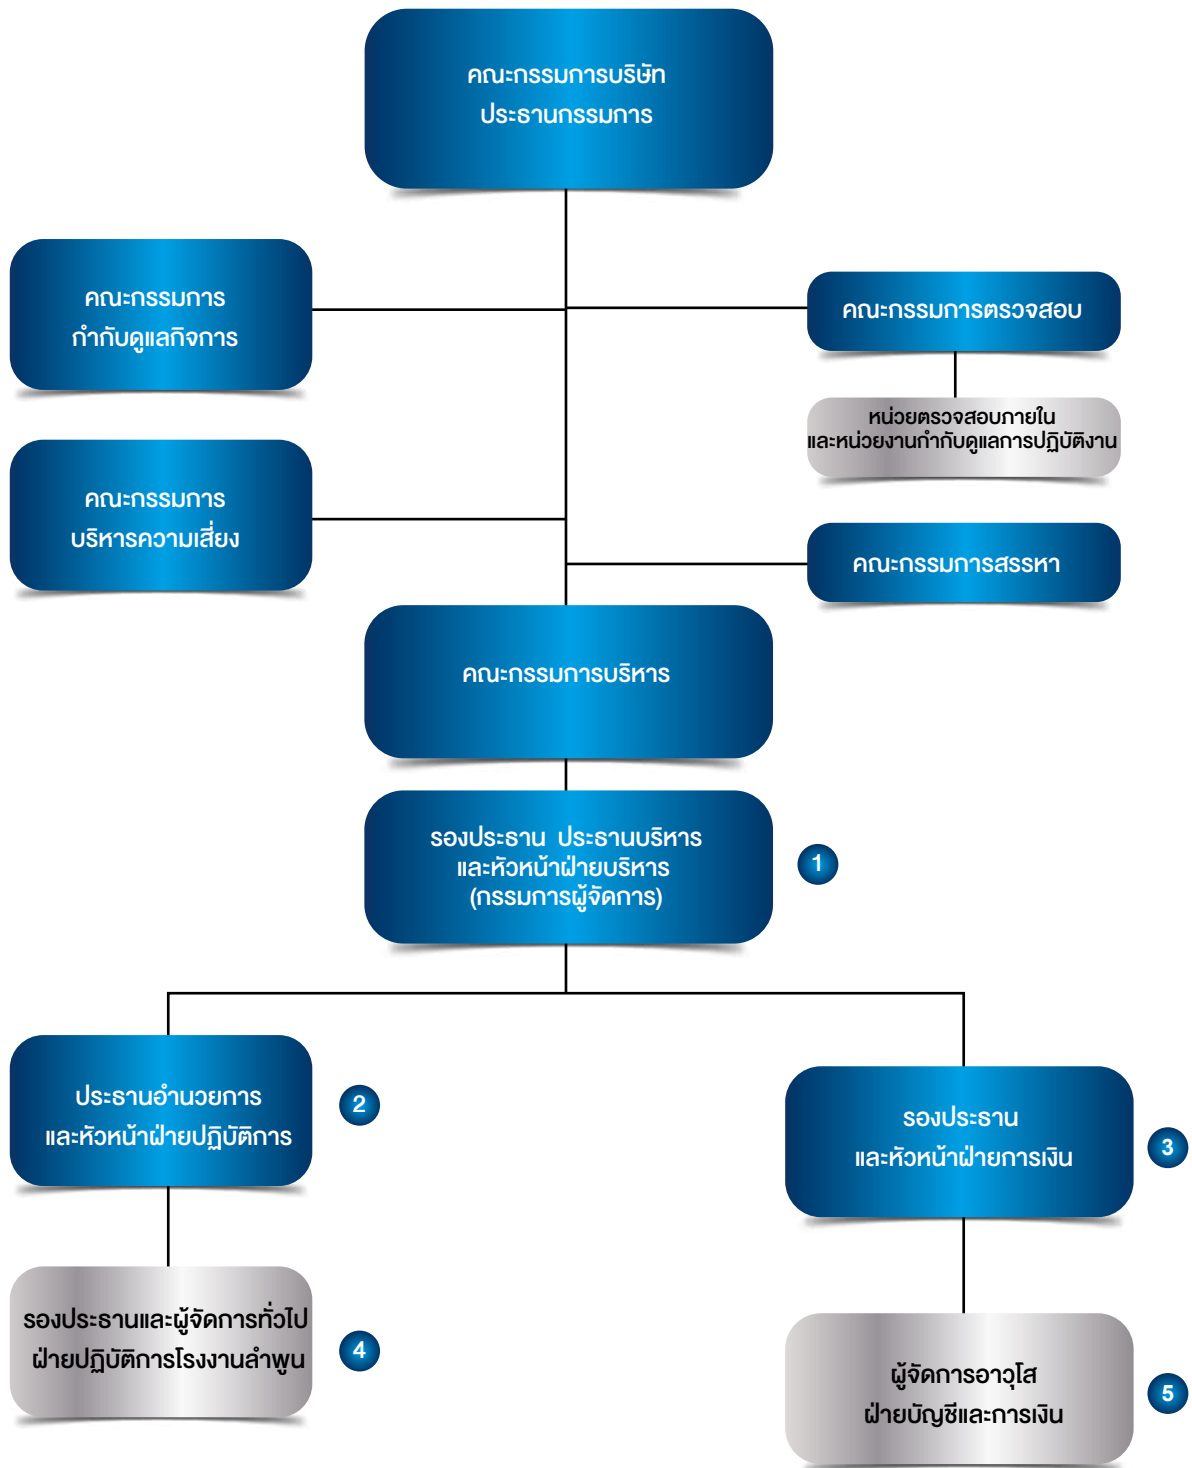 คณะกรรมการบริษัท
ประธานกรรมการ
คณะกรรมการ
กำกับดูแลกิจการ
คณะกรรมการตรวจสอบ
หน่วยตรวจสอบภายใน
และหน่วยงานกำกับดูแลการปฏิบัติงาน
คณะกรรมการ
บริหารความเสี่ยง
คณะกรรมการสรรหา
คณะกรรมการบริหาร
รองประธาน ประธานบริหาร
และหัวหน้าฝ่ายบริหาร
(กรรมการผู้จัดการ)
1
ประธานอำนวยการ
และหัวหน้าฝ่ายปฏิบัติการ
2
รองประธาน
และหัวหน้าฝ่ายการเงิน
3
รองประธานและผู้จัดการทั่วไป
ฝ่ายปฏิบัติการโรงงานลำพูน
4
ผู้จัดการอาวุโส
ฝ่ายบัญชีและการเงิน
5